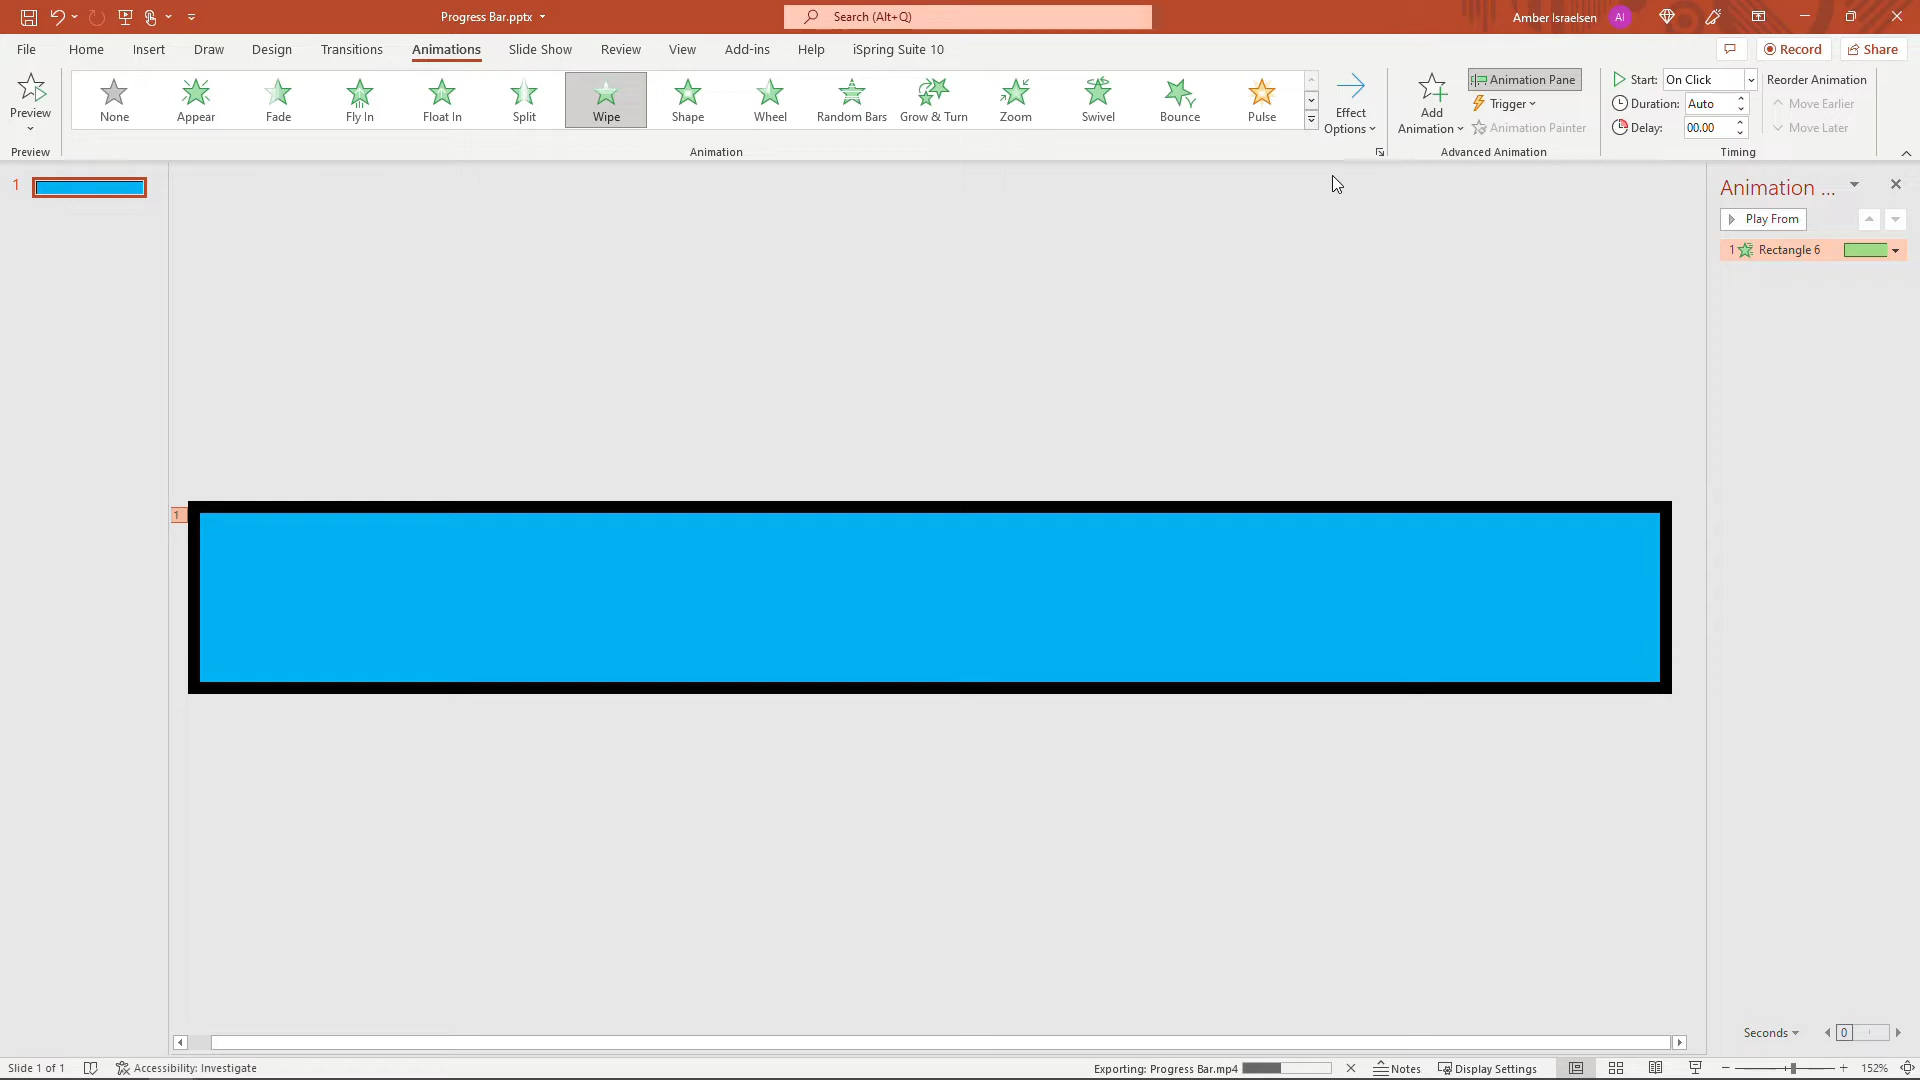 Progress Bar.pptx
Search (Alt+Q)
Amber Israelsen
AI
File Home Insert Draw Design Transitions Animations Slide Show Review View Add-ins Help iSpring Suite 10
Record
Share
Preview
None Appear Fade Fly In Float In Split Wipe Shape Wheel Random Bars Grow & Turn Zoom Swivel Bounce Pulse
Effect
Options
Add
Animation
Animation Pane
Trigger
Animation Painter
Start: On Click
Duration: Auto
Delay: 00.00
Reorder Animation
Move Earlier
Move Later
Preview
Animation
Advanced Animation
Timing
1
Animation ...
Play From
1 Rectangle 6
1
Seconds
0
Slide 1 of 1
Accessibility: Investigate
Exporting: Progress Bar.mp4
Notes
Display Settings
152%